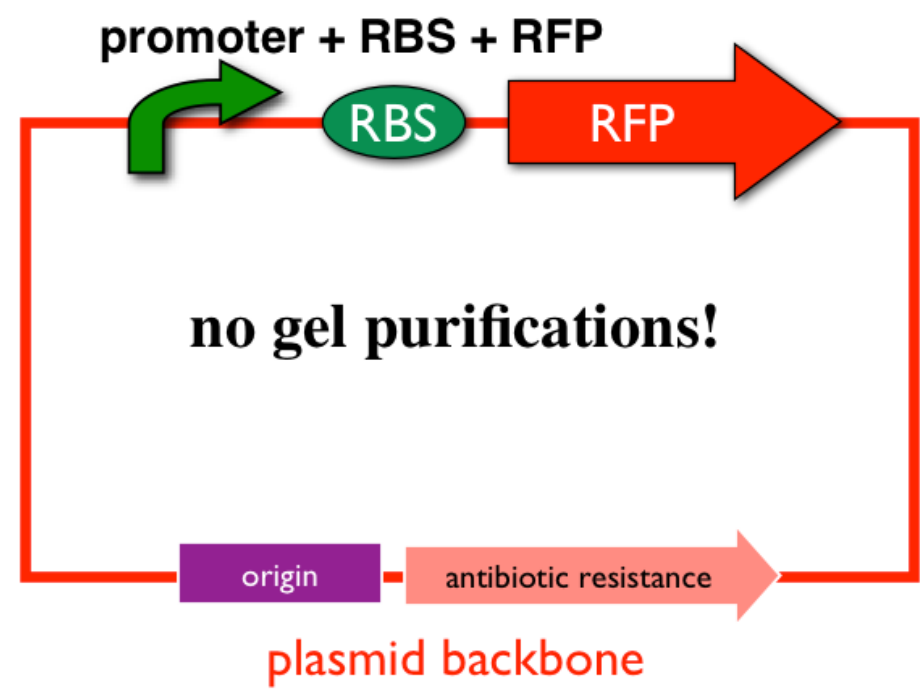 promoter + RBS + RFP
RBS
RFP
no gel purifications!
origin
antibiotic resistance
plasmid backbone